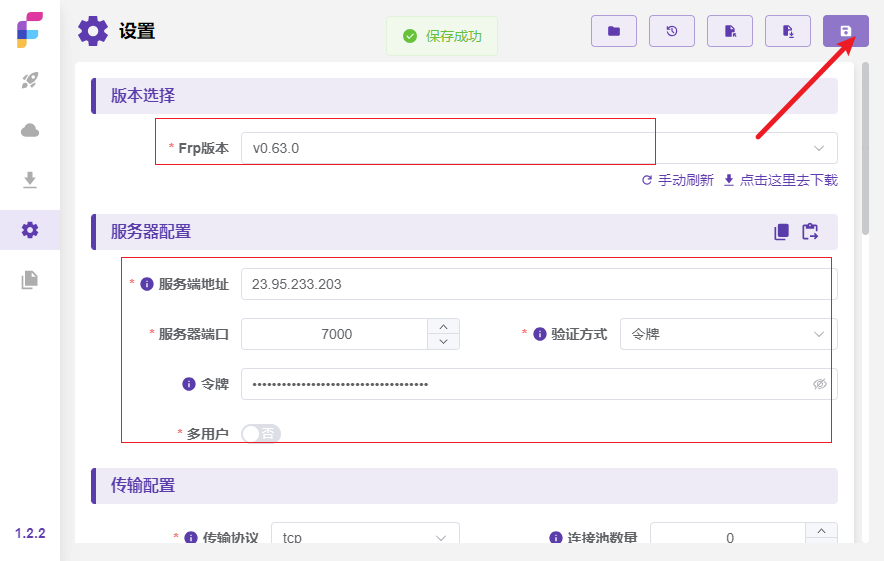 设置
保存成功
版本选择
* Frp版本 v0.63.0
手动刷新 点击这里去下载
服务器配置
* 服务端地址 23.95.233.203
* 服务器端口 7000 * 验证方式 令牌
令牌 ••••••••••••••••••••••••••••••••••••
* 多用户 否
传输配置
* 传输协议 tcp 连接池数量 0
1.2.2